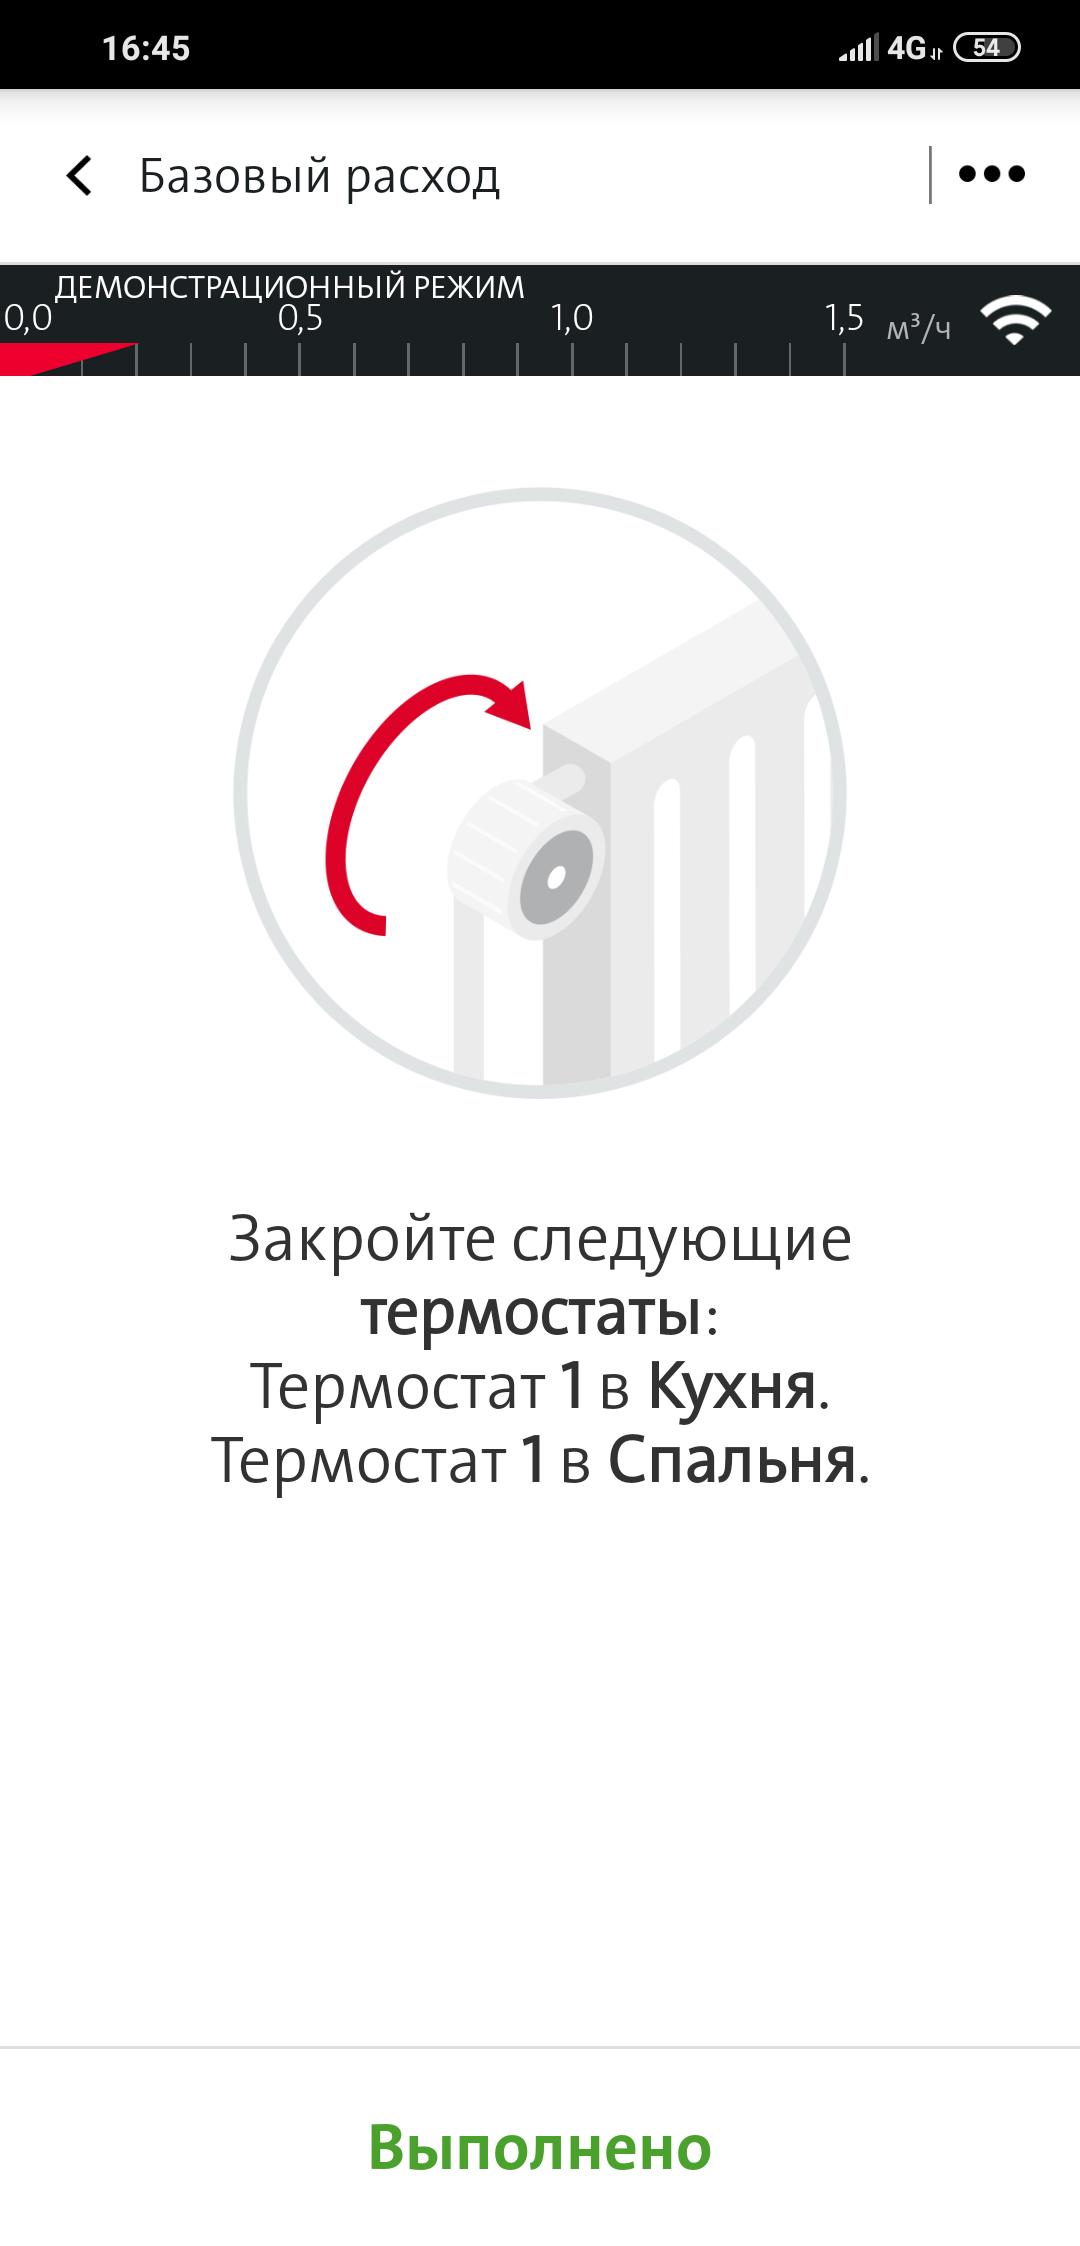 16:45
4G 54
Базовый расход
ДЕМОНСТРАЦИОННЫЙ РЕЖИМ
0,0 0,5 1,0 1,5 м³/ч
Закройте следующие
термостаты:
Термостат 1 в Кухня.
Термостат 1 в Спальня.
Выполнено